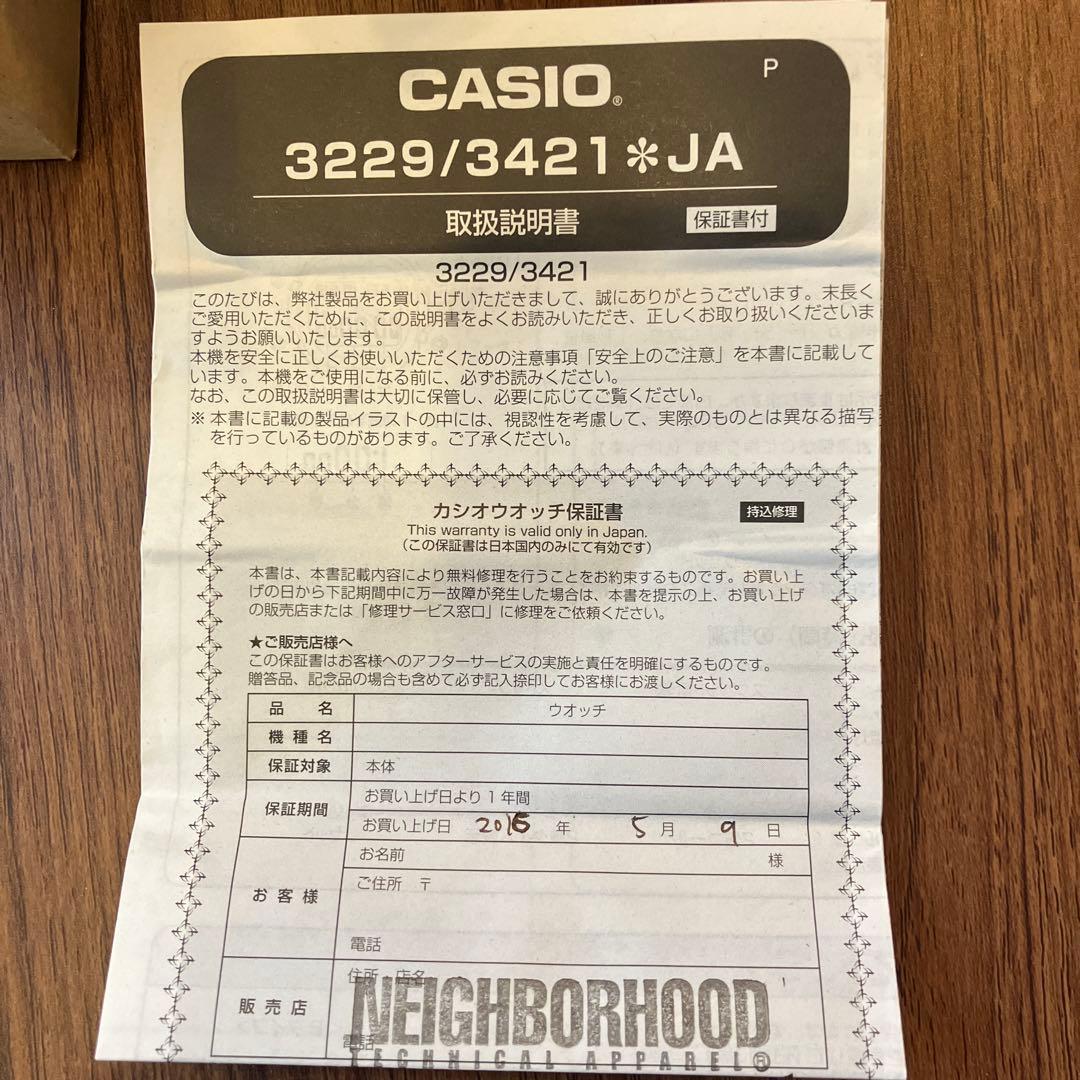 CASIO®
P
3229/3421＊JA
取扱説明書
保証書付
3229/3421
このたびは、弊社製品をお買い上げいただきまして、誠にありがとうございます。末長く
ご愛用いただくために、この説明書をよくお読みいただき、正しくお取り扱いくださいま
すようお願いいたします。
本機を安全に正しくお使いいただくための注意事項「安全上のご注意」を本書に記載して
います。本機をご使用になる前に、必ずお読みください。
なお、この取扱説明書は大切に保管し、必要に応じてご覧ください。
※ 本書に記載の製品イラストの中には、視認性を考慮して、実際のものとは異なる描写
を行っているものがあります。ご了承ください。
カシオウオッチ保証書
持込修理
This warranty is valid only in Japan.
（この保証書は日本国内のみにて有効です）
本書は、本書記載内容により無料修理を行うことをお約束するものです。お買い上
げの日から下記期間中に万一故障が発生した場合は、本書を提示の上、お買い上げ
の販売店または「修理サービス窓口」に修理をご依頼ください。
★ご販売店様へ
この保証書はお客様へのアフターサービスの実施と責任を明確にするものです。
贈答品、記念品の場合も含めて必ず記入捺印してお客様にお渡しください。
品名 ウオッチ
機種名
保証対象 本体
保証期間 お買い上げ日より1年間
お買い上げ日 2016 年 5 月 9 日
お客様 お名前 様
ご住所 〒
電話
販売店 住所・店名
NEIGHBORHOOD
電話
TECHNICAL APPAREL®